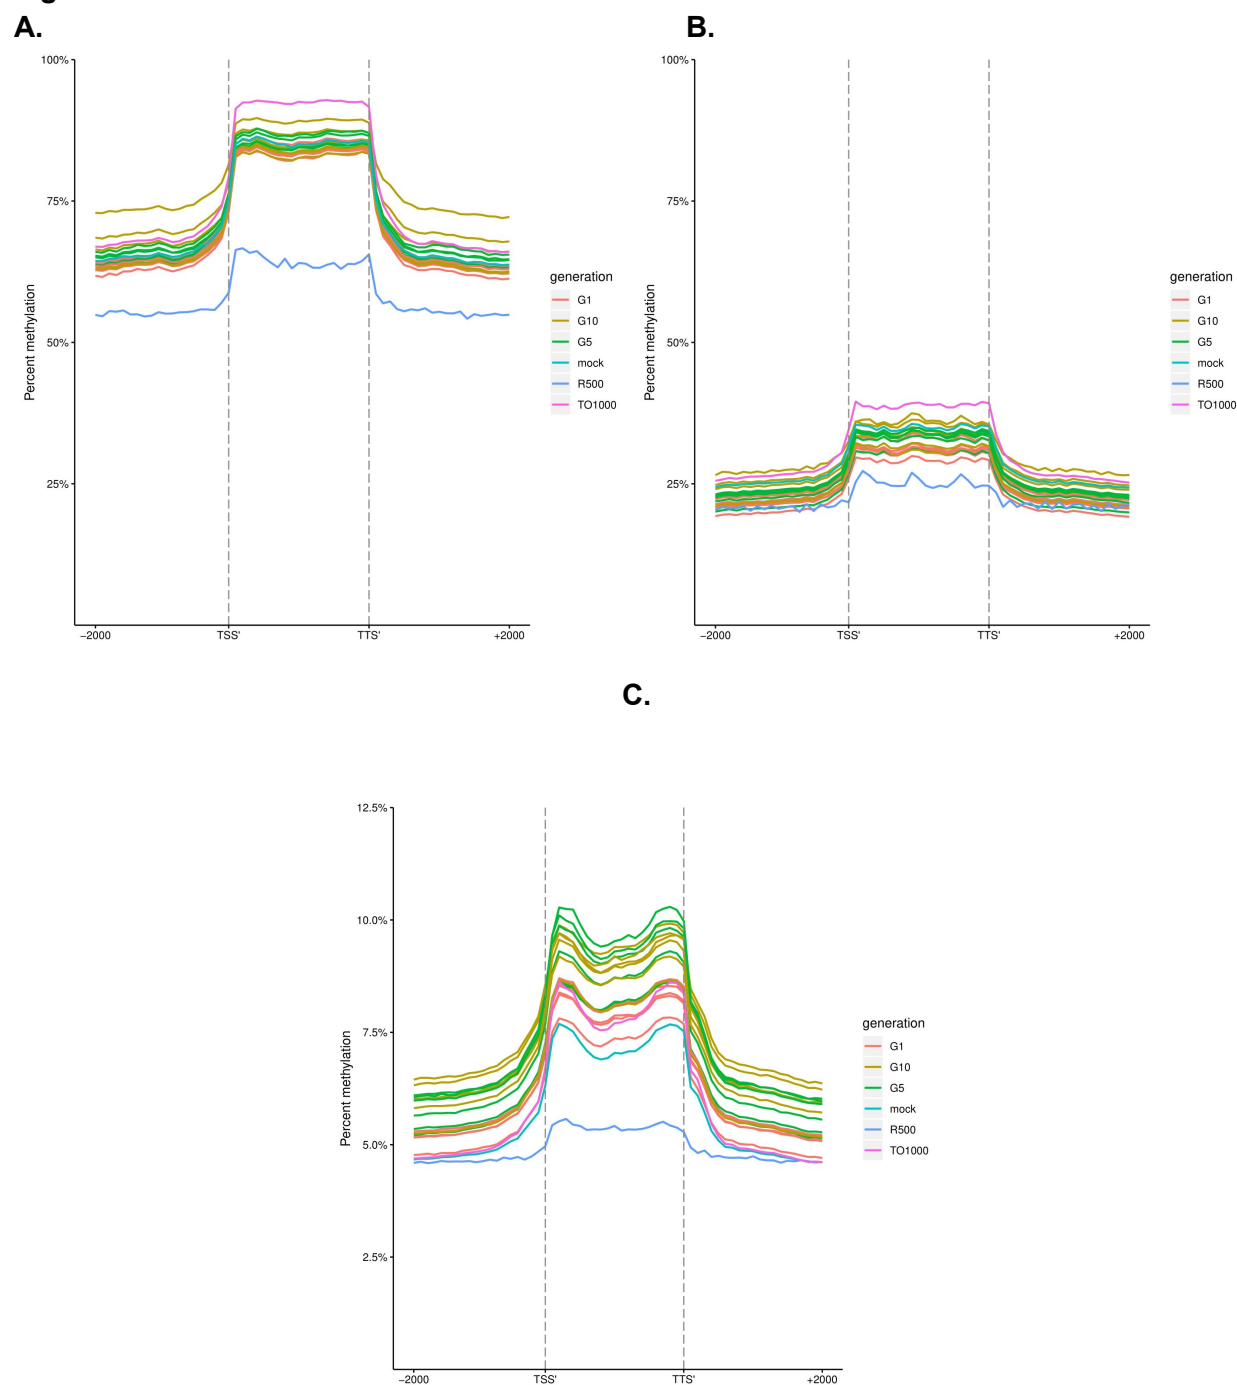 A.
100%
75%
50%
25%
Percent methylation
−2000
TSS'
TTS'
+2000
generation
G1
G10
G5
mock
R500
TO1000
B.
100%
75%
50%
25%
Percent methylation
−2000
TSS'
TTS'
+2000
generation
G1
G10
G5
mock
R500
TO1000
C.
12.5%
10.0%
7.5%
5.0%
2.5%
Percent methylation
−2000
TSS'
TTS'
+2000
generation
G1
G10
G5
mock
R500
TO1000